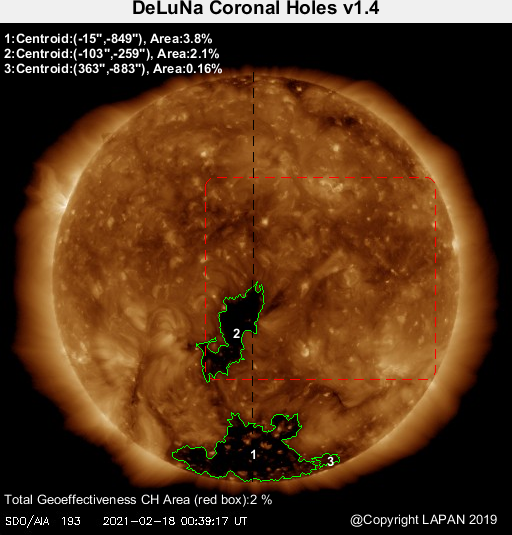 DeLuNa Coronal Holes v1.4
1:Centroid:(-15",-849"), Area:3.8%
2:Centroid:(-103",-259"), Area:2.1%
3:Centroid:(363",-883"), Area:0.16%
2
1
3
Total Geoeffectiveness CH Area (red box):2 %
SDO/AIA 193 2021-02-18 00:39:17 UT
@Copyright LAPAN 2019